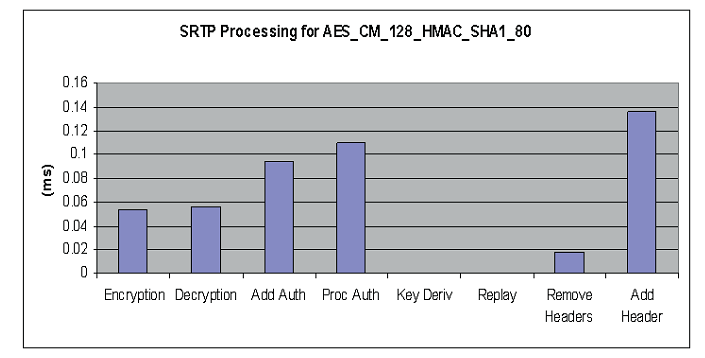 SRTP Processing for AES_CM_128_HMAC_SHA1_80
0.16
0.14
0.12
0.1
0.08
0.06
0.04
0.02
0
(ms)
Encryption Decryption Add Auth Proc Auth Key Deriv Replay Remove Add
Headers Header